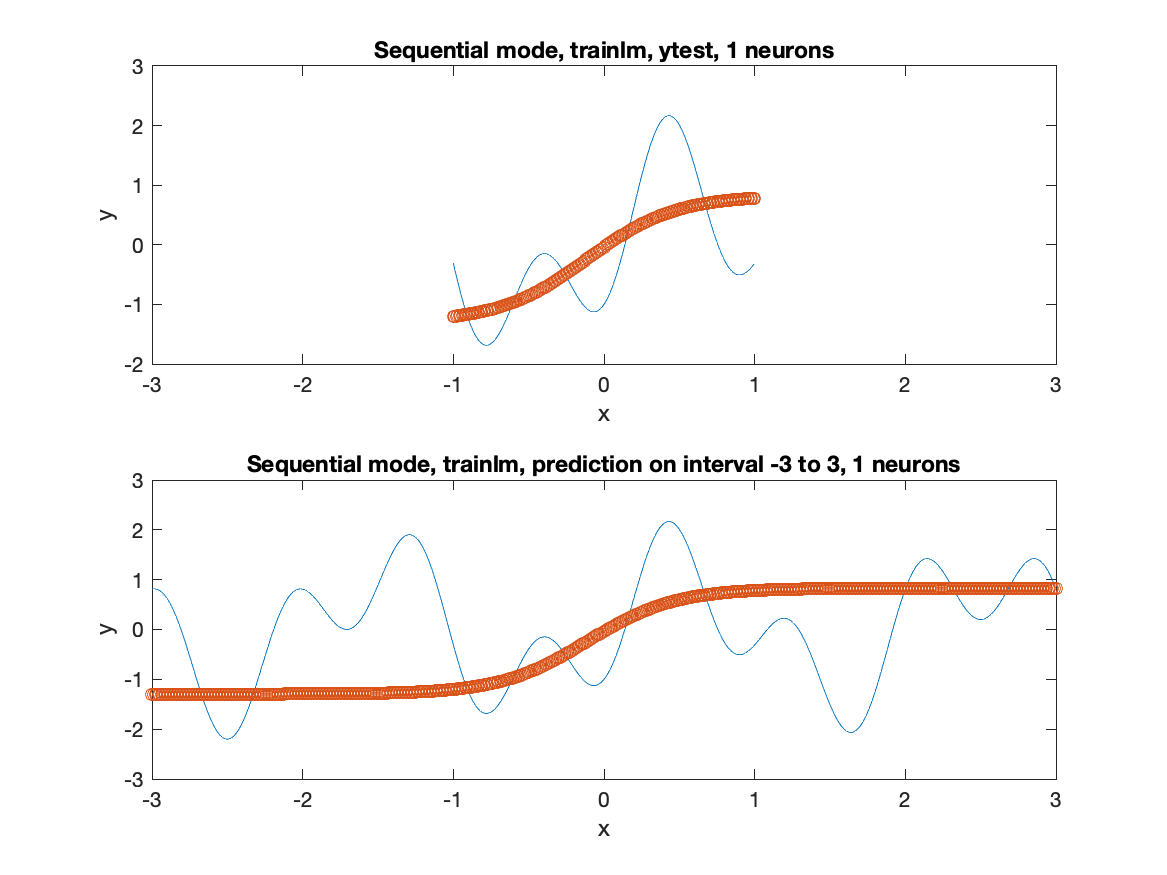 Sequential mode, trainlm, ytest, 1 neurons
3
2
1
0
-1
-2
y
-3 -2 -1 0 1 2 3
x
Sequential mode, trainlm, prediction on interval -3 to 3, 1 neurons
3
2
1
0
-1
-2
-3
y
-3 -2 -1 0 1 2 3
x